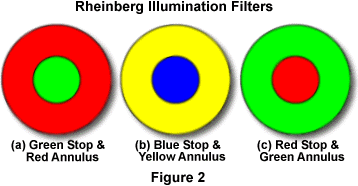 Rheinberg Illumination Filters
(a) Green Stop &
Red Annulus
(b) Blue Stop &
Yellow Annulus
(c) Red Stop &
Green Annulus
Figure 2